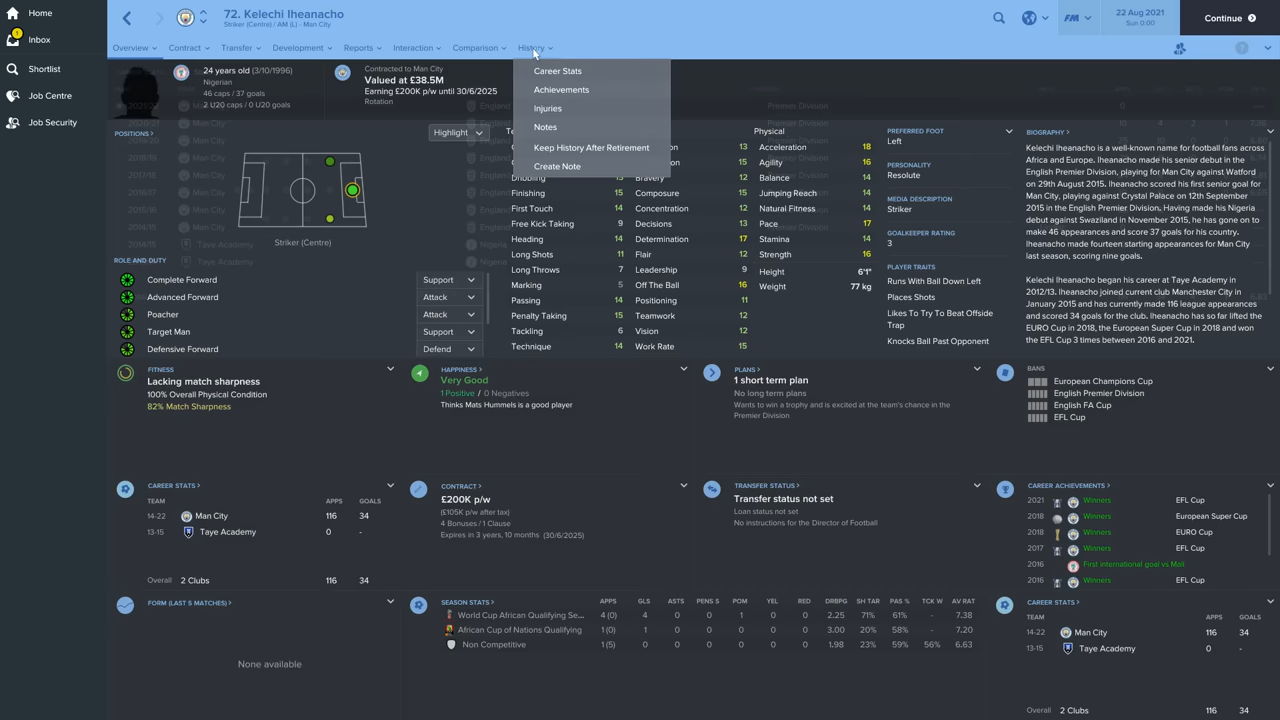 Home
Inbox
Shortlist
Job Centre
Job Security
72. Kelechi Iheanacho
Striker (Centre) / AM (L) - Man City
FM
22 Aug 2021
Sun 0:00
Continue
Overview
Contract
Transfer
Development
Reports
Interaction
Comparison
History
Career Stats
Achievements
Injuries
Notes
Keep History After Retirement
Create Note
24 years old (3/10/1996)
Nigerian
46 caps / 37 goals
2 U20 caps / 0 U20 goals
Contracted to Man City
Valued at £38.5M
Earning £200K p/w until 30/6/2025
Rotation
POSITIONS >
Highlight
Striker (Centre)
ROLE AND DUTY
Complete Forward Support
Advanced Forward Attack
Poacher Attack
Target Man Support
Defensive Forward Defend
Finishing 15
First Touch 14
Free Kick Taking 9
Heading 14
Long Shots 11
Long Throws 7
Marking 5
Passing 14
Penalty Taking 15
Tackling 6
Technique 14
13
15
Bravery 12
Composure 15
Concentration 12
Decisions 13
Determination 17
Flair 12
Leadership 9
Off The Ball 16
Positioning 11
Teamwork 12
Vision 12
Work Rate 15
Physical
Acceleration 18
Agility 16
Balance 14
Jumping Reach 14
Natural Fitness 14
Pace 17
Stamina 14
Strength 16
Height 6'1"
Weight 77 kg
PREFERRED FOOT
Left
PERSONALITY
Resolute
MEDIA DESCRIPTION
Striker
GOALKEEPER RATING
3
PLAYER TRAITS
Runs With Ball Down Left
Places Shots
Likes To Try To Beat Offside
Trap
Knocks Ball Past Opponent
BIOGRAPHY >
Kelechi Iheanacho is a well-known name for football fans across
Africa and Europe. Iheanacho made his senior debut in the
English Premier Division, playing for Man City against Watford
on 29th August 2015. Iheanacho scored his first senior goal for
Man City, playing against Crystal Palace on 12th September
2015 in the English Premier Division. Having made his Nigeria
debut against Swaziland in November 2015, he has gone on to
make 46 appearances and score 37 goals for his country.
Iheanacho made fourteen starting appearances for Man City
last season, scoring nine goals.
Kelechi Iheanacho began his career at Taye Academy in
2012/13. Iheanacho joined current club Manchester City in
January 2015 and has currently made 116 league appearances
and scored 34 goals for the club. Iheanacho has so far lifted the
EURO Cup in 2018, the European Super Cup in 2018 and won
the EFL Cup 3 times between 2016 and 2021.
FITNESS
Lacking match sharpness
100% Overall Physical Condition
82% Match Sharpness
HAPPINESS >
Very Good
1 Positive / 0 Negatives
Thinks Mats Hummels is a good player
PLANS >
1 short term plan
No long term plans
Wants to win a trophy and is excited at the team's chance in the
Premier Division
BANS
European Champions Cup
English Premier Division
English FA Cup
EFL Cup
CAREER STATS >
TEAM APPS GOALS
14-22 Man City 116 34
13-15 Taye Academy 0 -
Overall 2 Clubs 116 34
CONTRACT >
£200K p/w
(£105K p/w after tax)
4 Bonuses / 1 Clause
Expires in 3 years, 10 months (30/6/2025)
TRANSFER STATUS >
Transfer status not set
Loan status not set
No instructions for the Director of Football
CAREER ACHIEVEMENTS >
2021 Winners EFL Cup
2018 Winners European Super Cup
2018 Winners EURO Cup
2017 Winners EFL Cup
2016 First international goal vs Mali
2016 Winners EFL Cup
FORM (LAST 5 MATCHES) >
None available
SEASON STATS > APPS GLS ASTS PENS S POM YEL RED DRBPG SH TAR PAS % TCK W AV RAT
World Cup African Qualifying Se... 4 (0) 4 0 0 1 0 0 2.25 71% 61% - 7.38
African Cup of Nations Qualifying 1 (0) 1 0 0 0 0 0 3.00 20% 58% - 7.20
Non Competitive 1 (5) 0 0 0 0 0 0 1.98 23% 59% 56% 6.63
CAREER STATS >
TEAM APPS GOALS
14-22 Man City 116 34
13-15 Taye Academy 0 -
Overall 2 Clubs 116 34